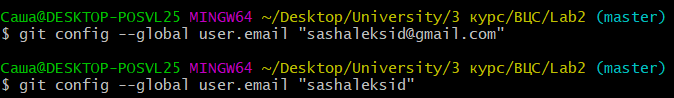 Саша@DESKTOP-POSVL25 MINGW64 ~/Desktop/University/3 курс/ВЦС/Lab2 (master)
$ git config --global user.email "sashaleksid@gmail.com"
Саша@DESKTOP-POSVL25 MINGW64 ~/Desktop/University/3 курс/ВЦС/Lab2 (master)
$ git config --global user.email "sashaleksid"